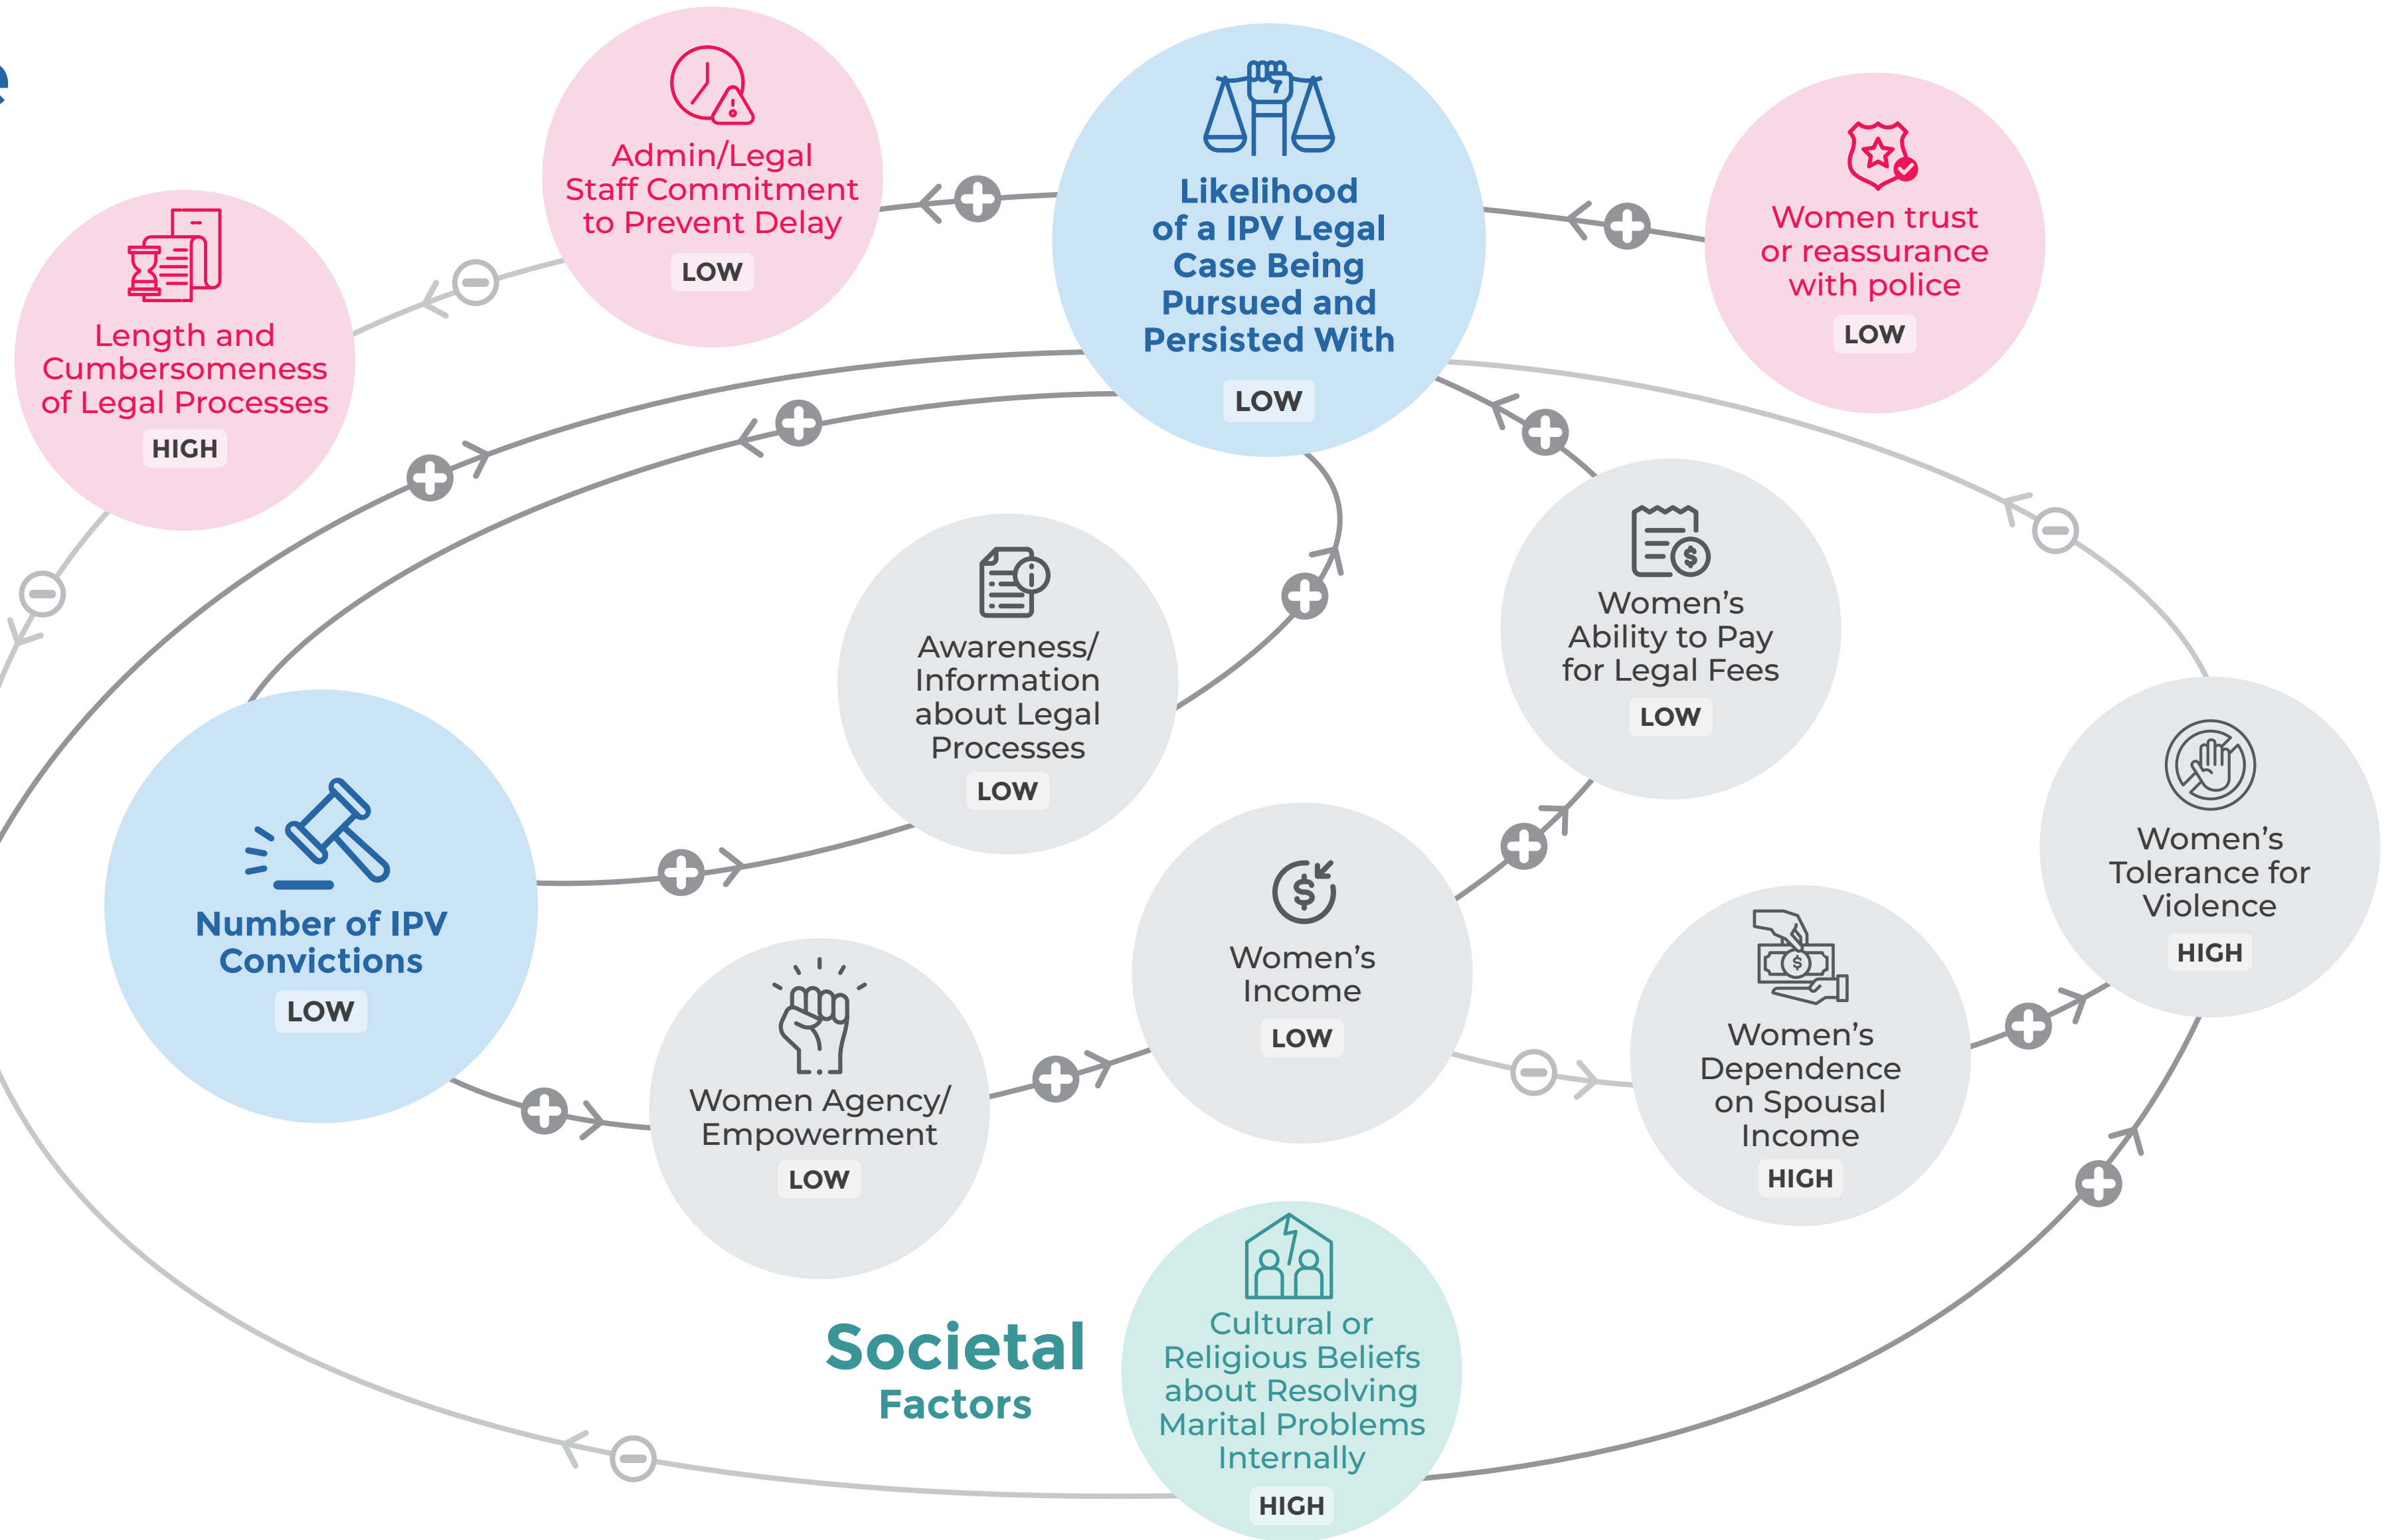 e
Admin/Legal
Staff Commitment
to Prevent Delay
LOW
Likelihood
of a IPV Legal
Case Being
Pursued and
Persisted With
LOW
Women trust
or reassurance
with police
LOW
Length and
Cumbersomeness
of Legal Processes
HIGH
Awareness/
Information
about Legal
Processes
LOW
Women’s
Ability to Pay
for Legal Fees
LOW
Women’s
Tolerance for
Violence
HIGH
Number of IPV
Convictions
LOW
Women’s
Income
LOW
Women Agency/
Empowerment
LOW
Women’s
Dependence
on Spousal
Income
HIGH
Societal
Factors
Cultural or
Religious Beliefs
about Resolving
Marital Problems
Internally
HIGH